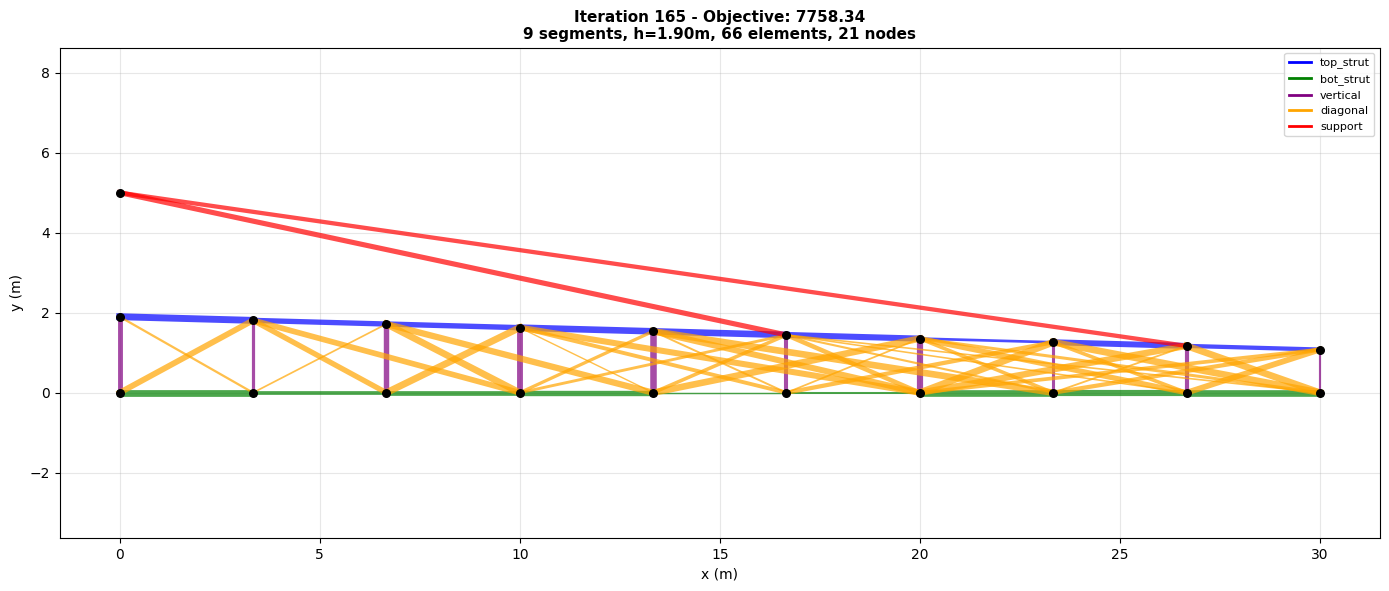 Iteration 165 - Objective: 7758.34
9 segments, h=1.90m, 66 elements, 21 nodes
top_strut
bot_strut
vertical
diagonal
support
y (m)
8
6
4
2
0
−2
0
5
10
15
20
25
30
x (m)